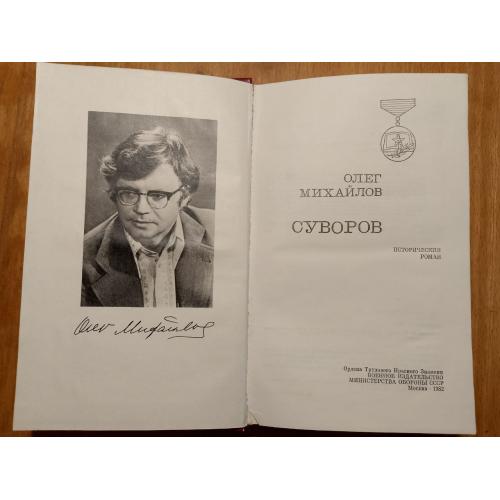 Олег Михайлов
ОЛЕГ
МИХАЙЛОВ
СУВОРОВ
ИСТОРИЧЕСКИЙ
РОМАН
Ордена Трудового Красного Знамени
ВОЕННОЕ ИЗДАТЕЛЬСТВО
МИНИСТЕРСТВА ОБОРОНЫ СССР
Москва - 1982